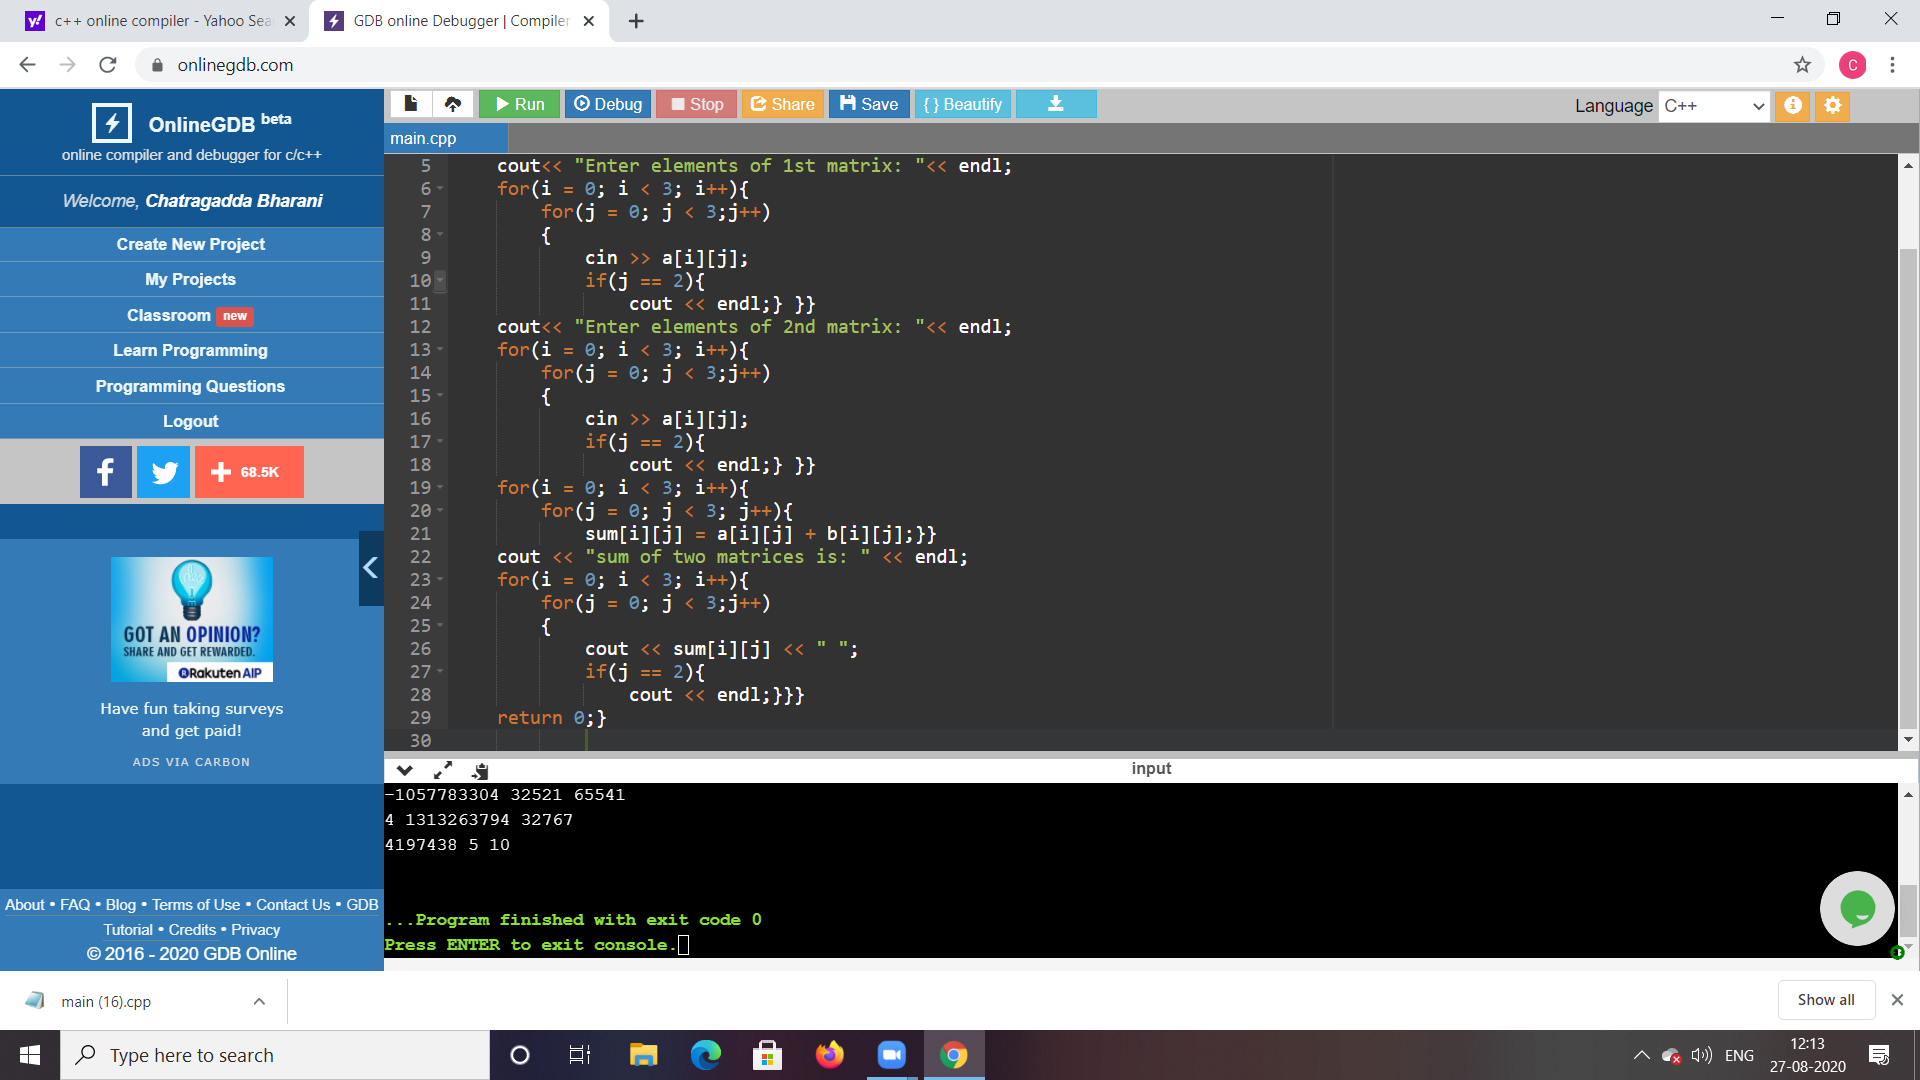 c++ online compiler - Yahoo Sea
GDB online Debugger | Compiler
onlinegdb.com
C
OnlineGDB beta
online compiler and debugger for c/c++
Welcome, Chatragadda Bharani
Create New Project
My Projects
Classroom new
Learn Programming
Programming Questions
Logout
+ 68.5K
GOT AN OPINION?
SHARE AND GET REWARDED.
Rakuten AIP
Have fun taking surveys
and get paid!
ADS VIA CARBON
About • FAQ • Blog • Terms of Use • Contact Us • GDB
Tutorial • Credits • Privacy
© 2016 - 2020 GDB Online
Run Debug Stop Share Save { } Beautify
Language C++
main.cpp
5 cout<< "Enter elements of 1st matrix: "<< endl;
6 for(i = 0; i < 3; i++){
7 for(j = 0; j < 3;j++)
8 {
9 cin >> a[i][j];
10 if(j == 2){
11 cout << endl;} }}
12 cout<< "Enter elements of 2nd matrix: "<< endl;
13 for(i = 0; i < 3; i++){
14 for(j = 0; j < 3;j++)
15 {
16 cin >> a[i][j];
17 if(j == 2){
18 cout << endl;} }}
19 for(i = 0; i < 3; i++){
20 for(j = 0; j < 3; j++){
21 sum[i][j] = a[i][j] + b[i][j];}}
22 cout << "sum of two matrices is: " << endl;
23 for(i = 0; i < 3; i++){
24 for(j = 0; j < 3;j++)
25 {
26 cout << sum[i][j] << " ";
27 if(j == 2){
28 cout << endl;}}}
29 return 0;}
30
input
-1057783304 32521 65541
4 1313263794 32767
4197438 5 10
...Program finished with exit code 0
Press ENTER to exit console.
main (16).cpp
Show all
Type here to search
ENG
12:13
27-08-2020